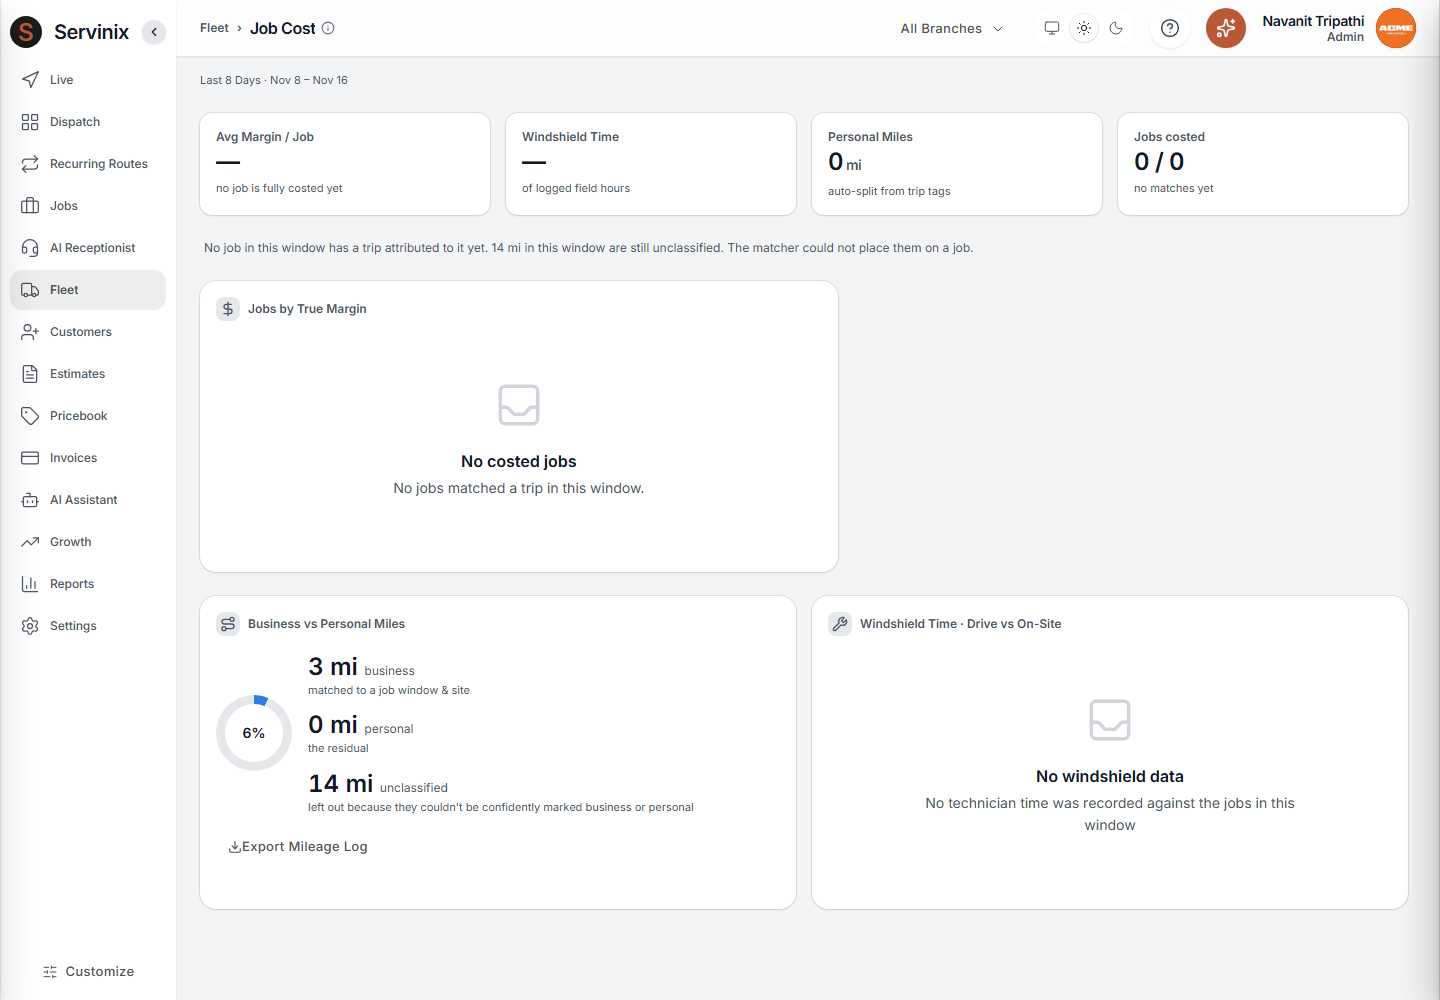 S Servinix
Live
Dispatch
Recurring Routes
Jobs
AI Receptionist
Fleet
Customers
Estimates
Pricebook
Invoices
AI Assistant
Growth
Reports
Settings
Customize
Fleet › Job Cost
All Branches
Navanit Tripathi
Admin
ACME
Last 8 Days · Nov 8 – Nov 16
Avg Margin / Job
—
no job is fully costed yet
Windshield Time
—
of logged field hours
Personal Miles
0 mi
auto-split from trip tags
Jobs costed
0 / 0
no matches yet
No job in this window has a trip attributed to it yet. 14 mi in this window are still unclassified. The matcher could not place them on a job.
Jobs by True Margin
No costed jobs
No jobs matched a trip in this window.
Business vs Personal Miles
6%
3 mi business
matched to a job window & site
0 mi personal
the residual
14 mi unclassified
left out because they couldn't be confidently marked business or personal
Export Mileage Log
Windshield Time · Drive vs On-Site
No windshield data
No technician time was recorded against the jobs in this
window